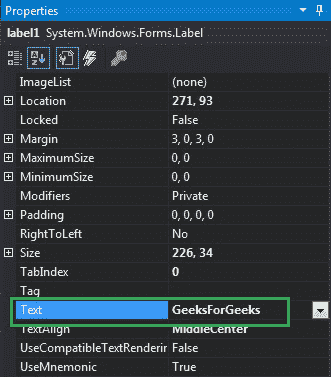 Properties
label1 System.Windows.Forms.Label
ImageList (none)
Location 271, 93
Locked False
Margin 3, 0, 3, 0
MaximumSize 0, 0
MinimumSize 0, 0
Modifiers Private
Padding 0, 0, 0, 0
RightToLeft No
Size 226, 34
TabIndex 0
Tag
Text GeeksForGeeks
TextAlign MiddleCenter
UseCompatibleTextRenderin False
UseMnemonic True